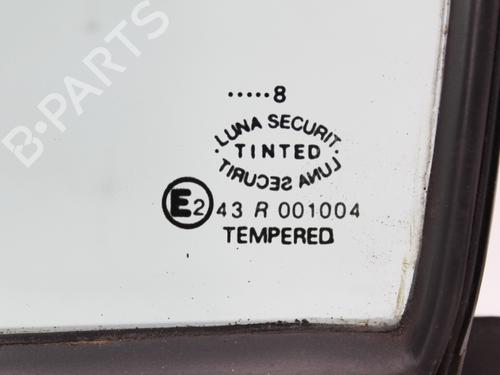 B-PARTS
.....8
· LUNA SECURIT ·
TINTED
LUNA SECURIT
E2 43 R 001004
TEMPERED